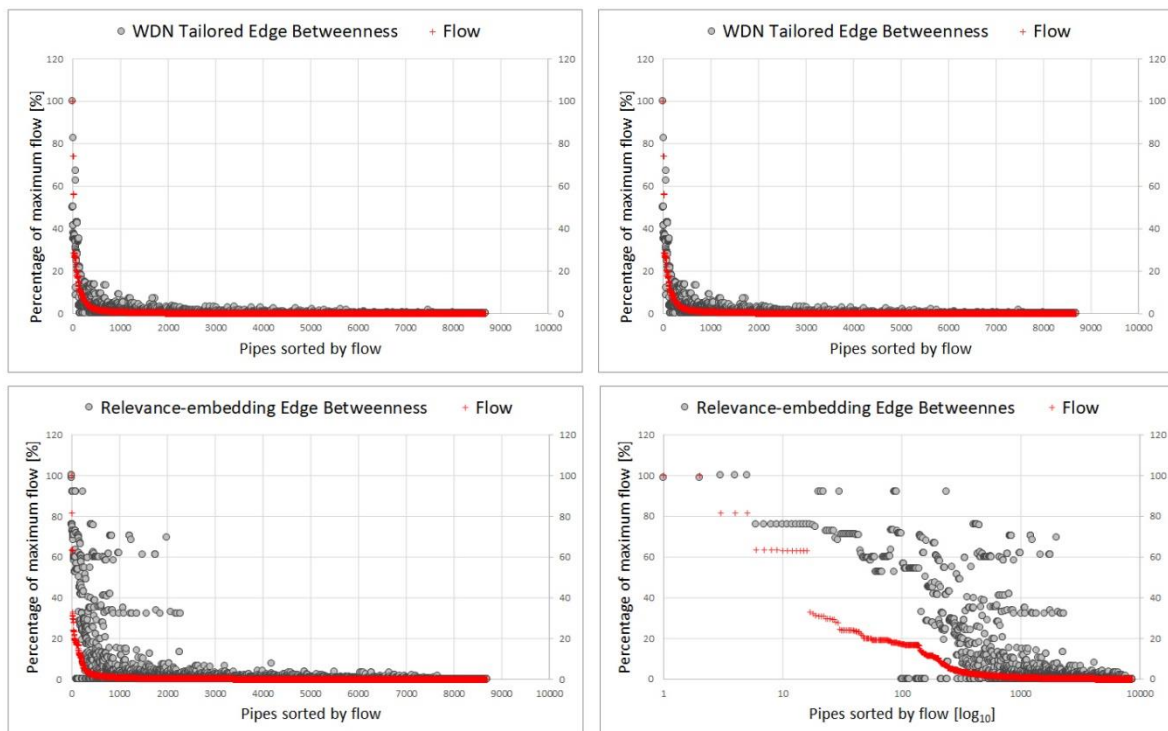 WDN Tailored Edge Betweenness Flow
Percentage of maximum flow [%]
120 120
100 100
80 80
60 60
40 40
20 20
0 0
0 1000 2000 3000 4000 5000 6000 7000 8000 9000 10000
Pipes sorted by flow
WDN Tailored Edge Betweenness Flow
Percentage of maximum flow [%]
120 120
100 100
80 80
60 60
40 40
20 20
0 0
0 1000 2000 3000 4000 5000 6000 7000 8000 9000 10000
Pipes sorted by flow
Relevance-embedding Edge Betweenness Flow
Percentage of maximum flow [%]
120 120
100 100
80 80
60 60
40 40
20 20
0 0
0 1000 2000 3000 4000 5000 6000 7000 8000 9000 10000
Pipes sorted by flow
Relevance-embedding Edge Betweennes Flow
Percentage of maximum flow [%]
120 120
100 100
80 80
60 60
40 40
20 20
0 0
1 10 100 1000 10000
Pipes sorted by flow [log₁₀]